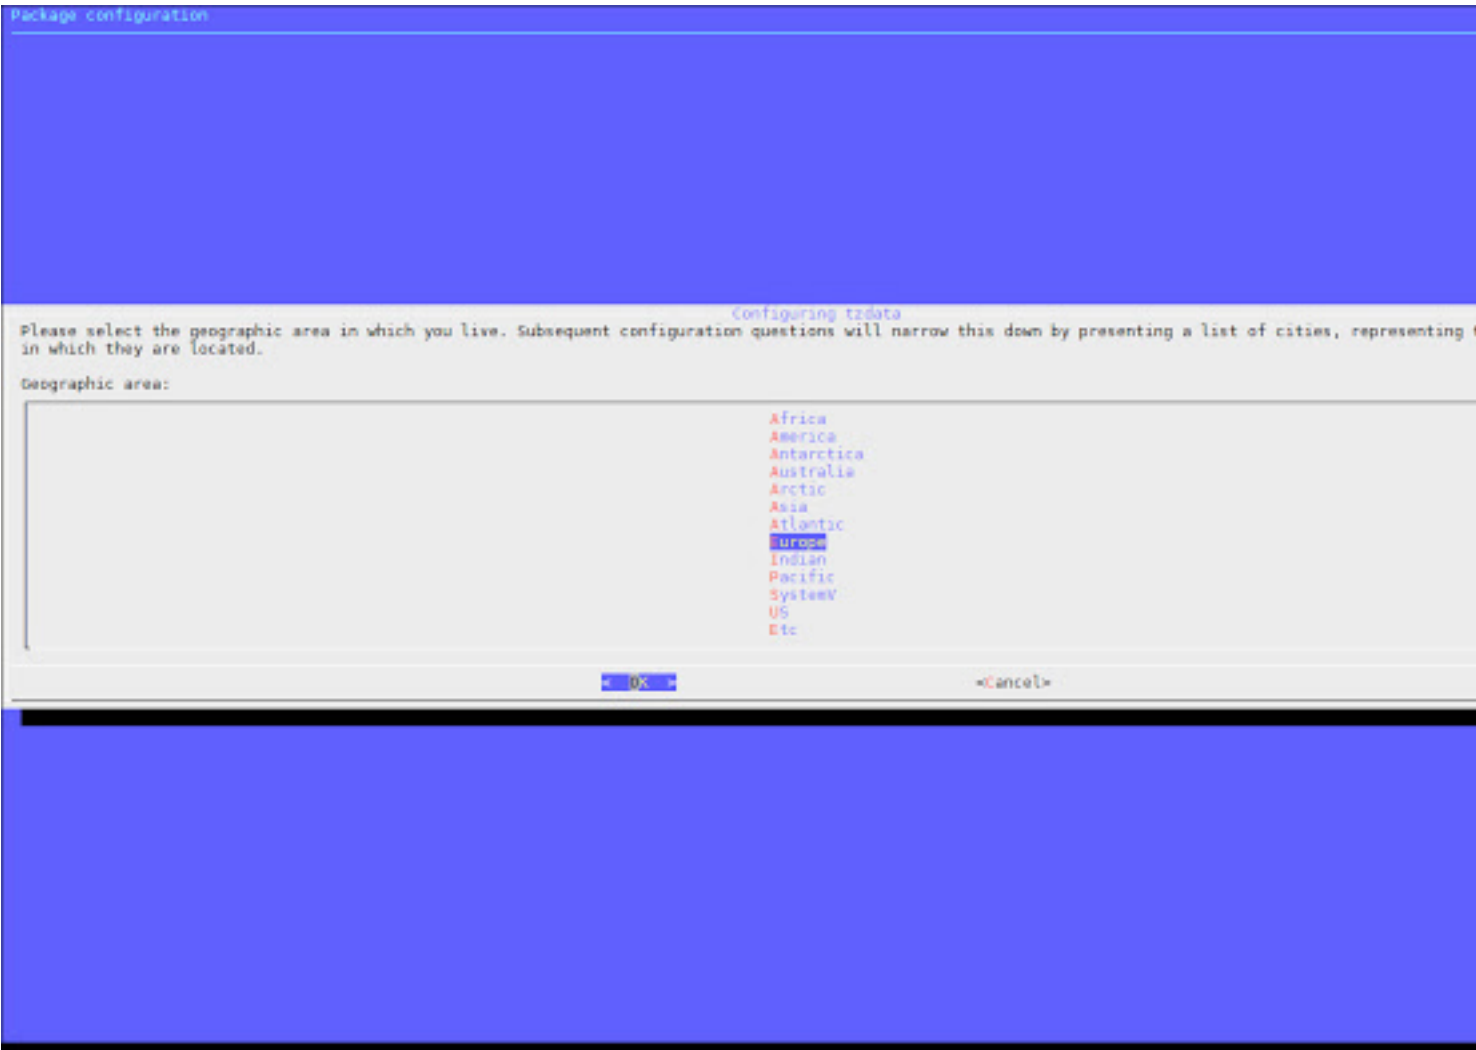 Package configuration
Configuring tzdata
Please select the geographic area in which you live. Subsequent configuration questions will narrow this down by presenting a list of cities, representing
in which they are located.
Geographic area:
Africa
America
Antarctica
Australia
Arctic
Asia
Atlantic
Europe
Indian
Pacific
SystemV
US
Etc
< OK > <Cancel>